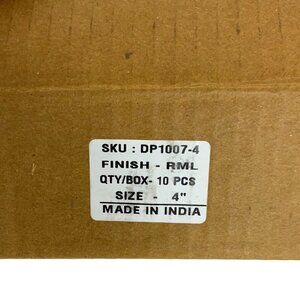 SKU : DP1007-4
FINISH - RML
QTY/BOX- 10 PCS
SIZE - 4"
MADE IN INDIA